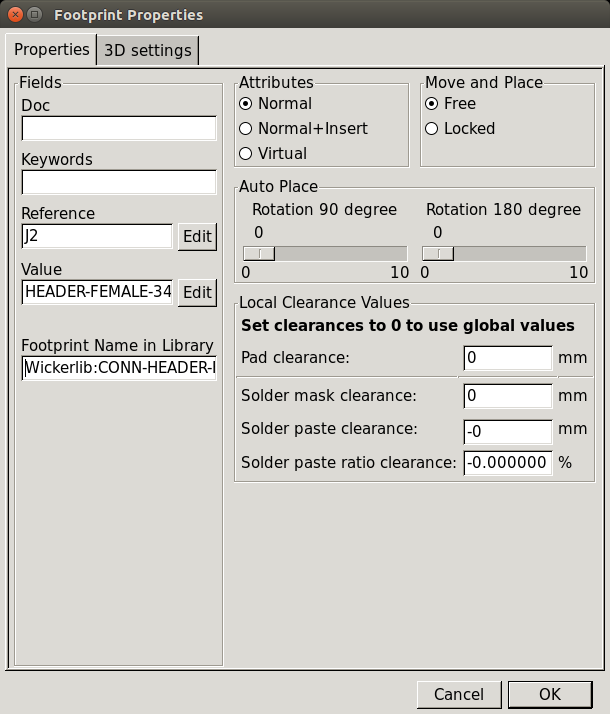 Footprint Properties
Properties
3D settings
Fields
Doc
Keywords
Reference
J2
Edit
Value
HEADER-FEMALE-34
Edit
Footprint Name in Library
Wickerlib:CONN-HEADER-
Attributes
Normal
Normal+Insert
Virtual
Move and Place
Free
Locked
Auto Place
Rotation 90 degree
0
0
10
Rotation 180 degree
0
0
10
Local Clearance Values
Set clearances to 0 to use global values
Pad clearance:
0
mm
Solder mask clearance:
0
mm
Solder paste clearance:
-0
mm
Solder paste ratio clearance:
-0.000000
%
Cancel
OK